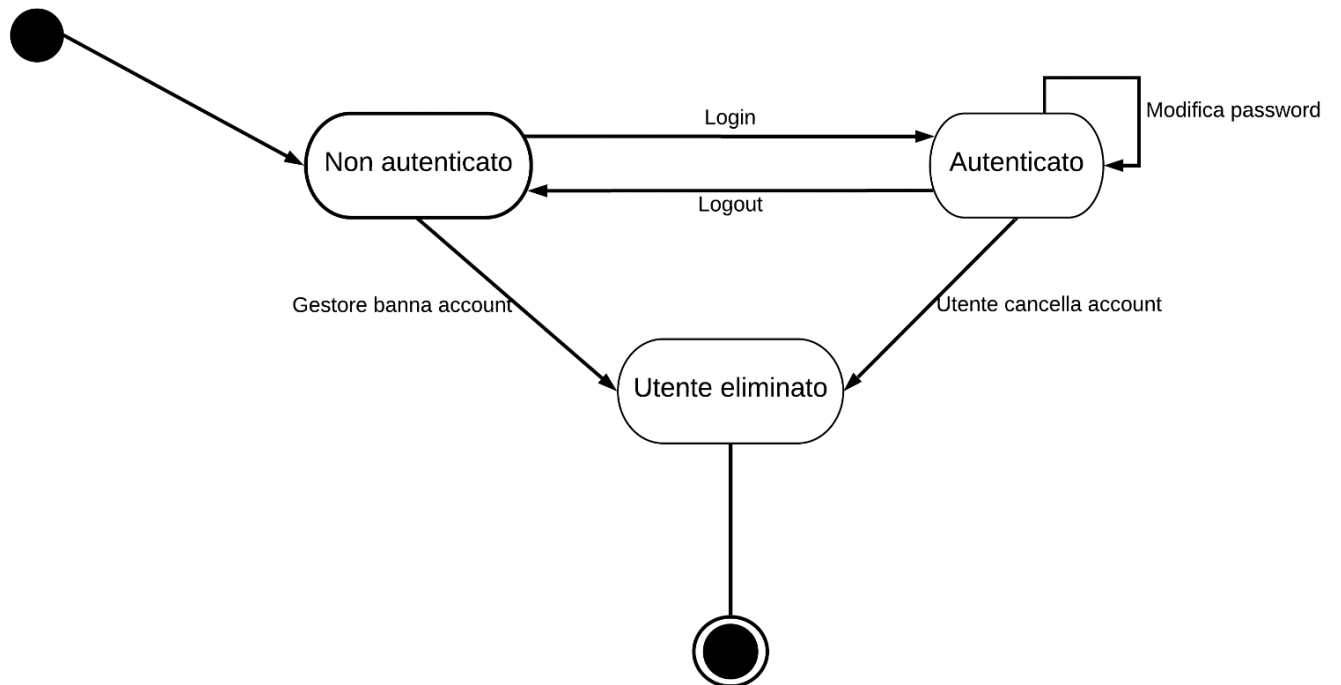 Modifica password
Login
Non autenticato
Autenticato
Logout
Gestore banna account
Utente cancella account
Utente eliminato